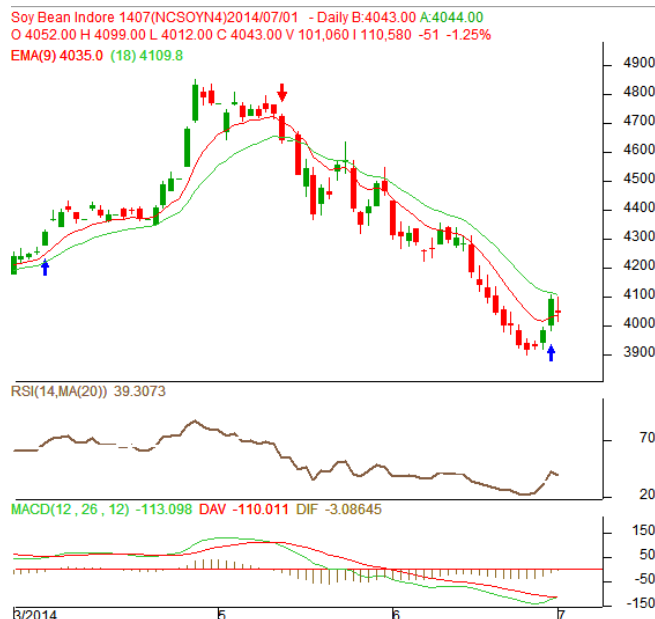 Soy Bean Indore 1407(NCSOYN4)2014/07/01 - Daily B:4043.00 A:4044.00
O 4052.00 H 4099.00 L 4012.00 C 4043.00 V 101,060 I 110,580 -51 -1.25%
EMA(9) 4035.0 (18) 4109.8
4900
4800
4700
4600
4500
4400
4300
4200
4100
4000
3900
RSI(14,MA(20)) 39.3073
70
20
MACD(12 , 26 , 12) -113.098 DAV -110.011 DIF -3.08645
150
50
-50
-150
3/2014 5 6 7